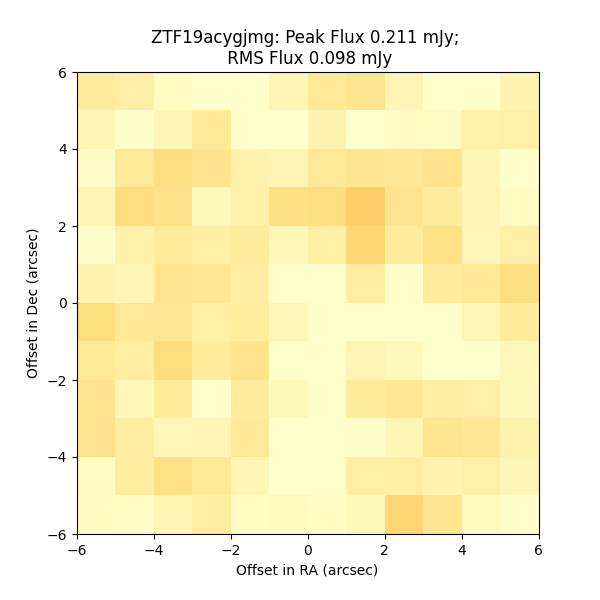 ZTF19acygjmg: Peak Flux 0.211 mJy;
RMS Flux 0.098 mJy
6
4
2
0
−2
−4
−6
Offset in Dec (arcsec)
−6 −4 −2 0 2 4 6
Offset in RA (arcsec)